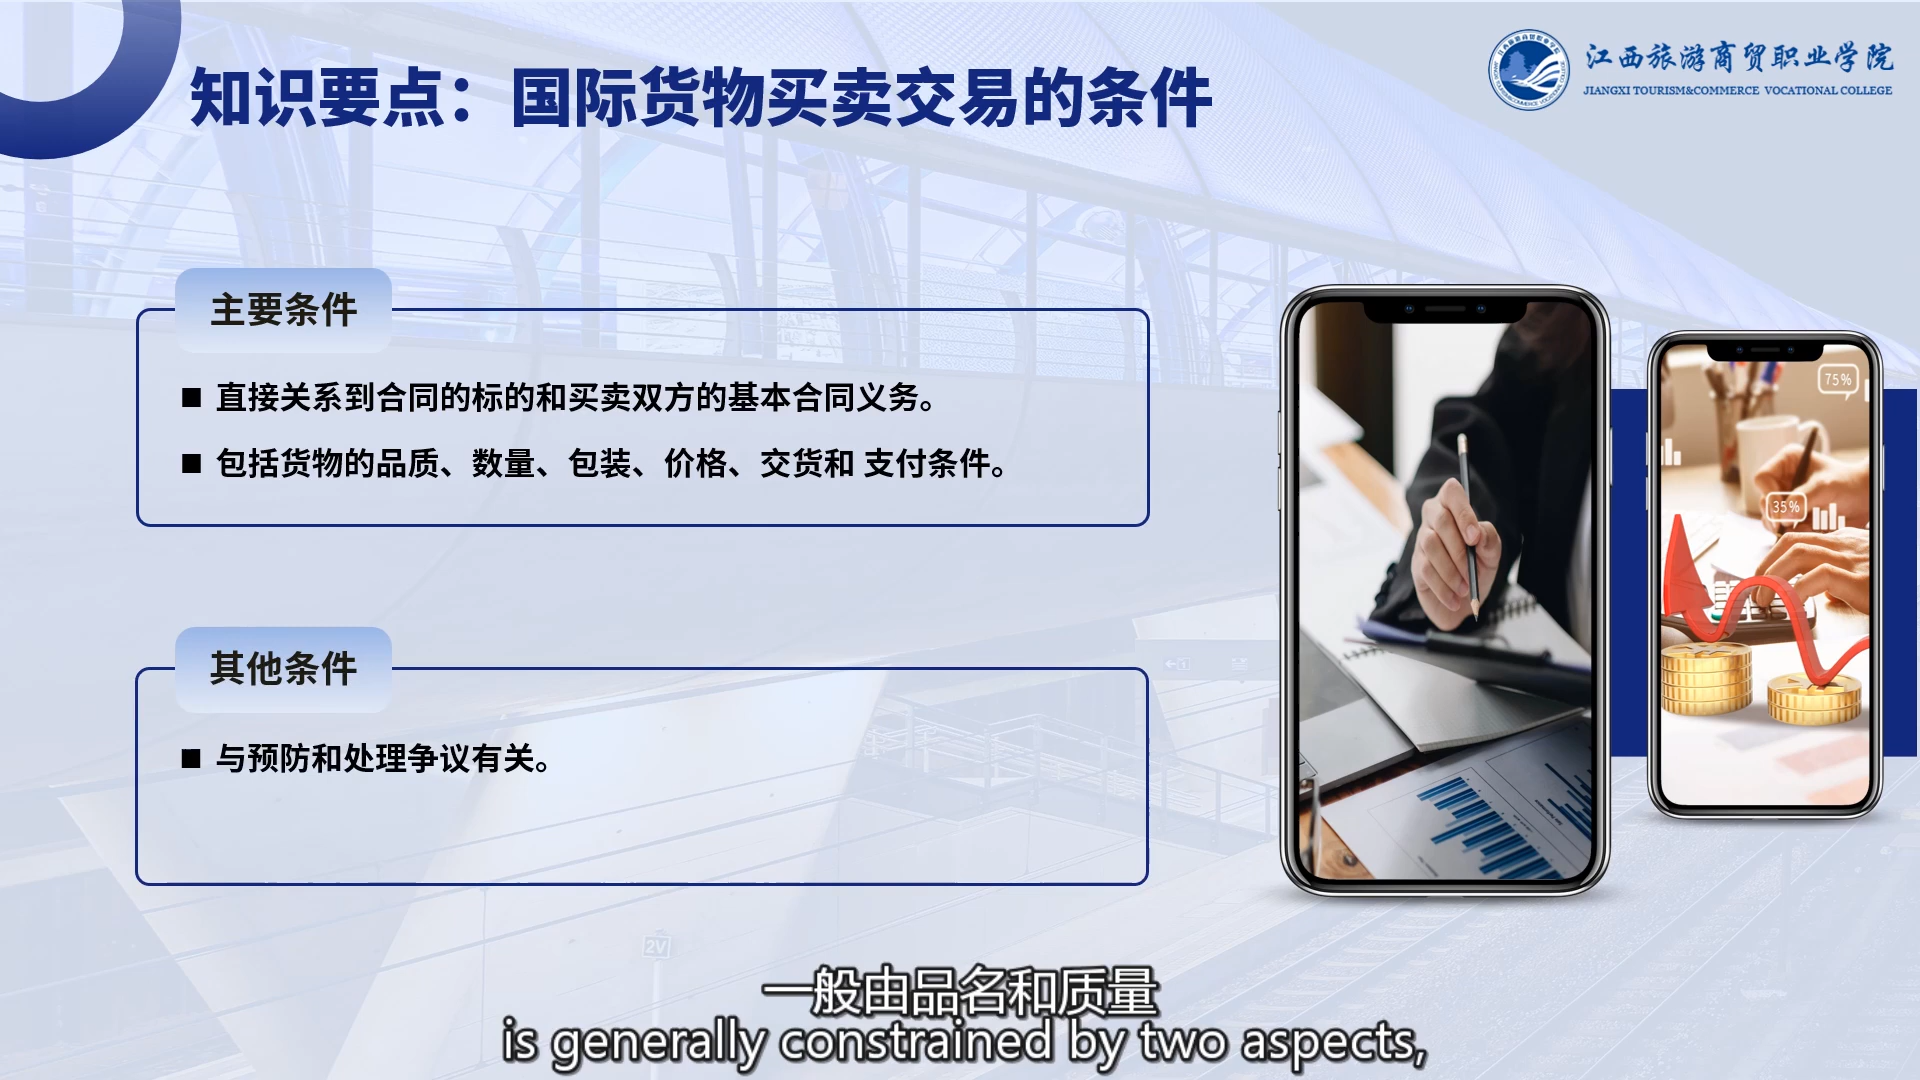 知识要点：国际货物买卖交易的条件
江西旅游商贸职业学院
JIANGXI TOURISM&COMMERCE VOCATIONAL COLLEGE
主要条件
■ 直接关系到合同的标的和买卖双方的基本合同义务。
■ 包括货物的品质、数量、包装、价格、交货和 支付条件。
其他条件
■ 与预防和处理争议有关。
75%
35%
2V
一般由品名和质量
is generally constrained by two aspects,